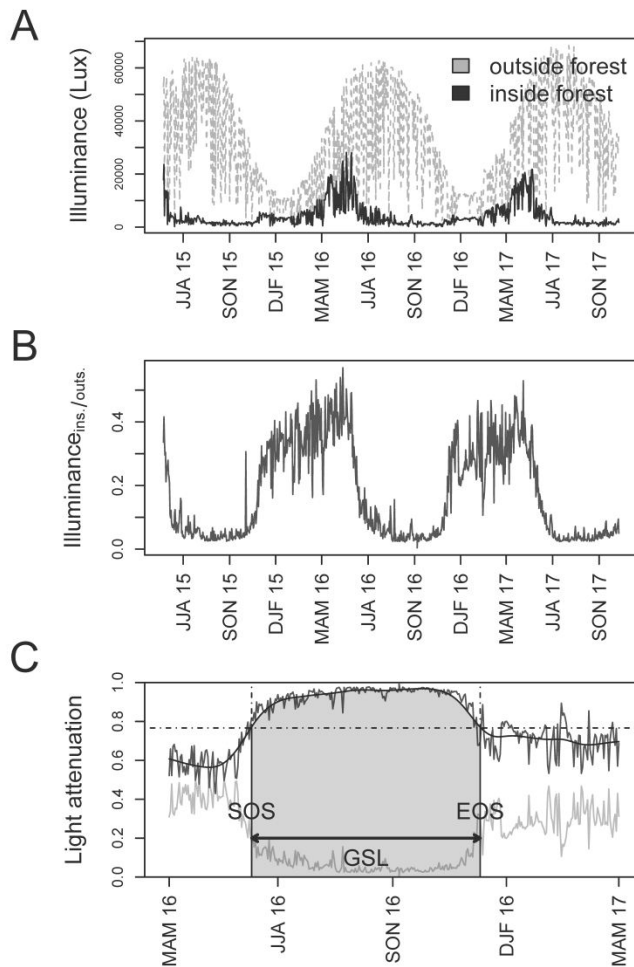 A
Illuminance (Lux)
60000
40000
20000
0
outside forest
inside forest
JJA 15
SON 15
DJF 15
MAM 16
JJA 16
SON 16
DJF 16
MAM 17
JJA 17
SON 17
B
Illuminance ins./outs.
0.4
0.2
0.0
JJA 15
SON 15
DJF 15
MAM 16
JJA 16
SON 16
DJF 16
MAM 17
JJA 17
SON 17
C
Light attenuation
1.0
0.8
0.6
0.4
0.2
0.0
SOS
EOS
GSL
MAM 16
JJA 16
SON 16
DJF 16
MAM 17